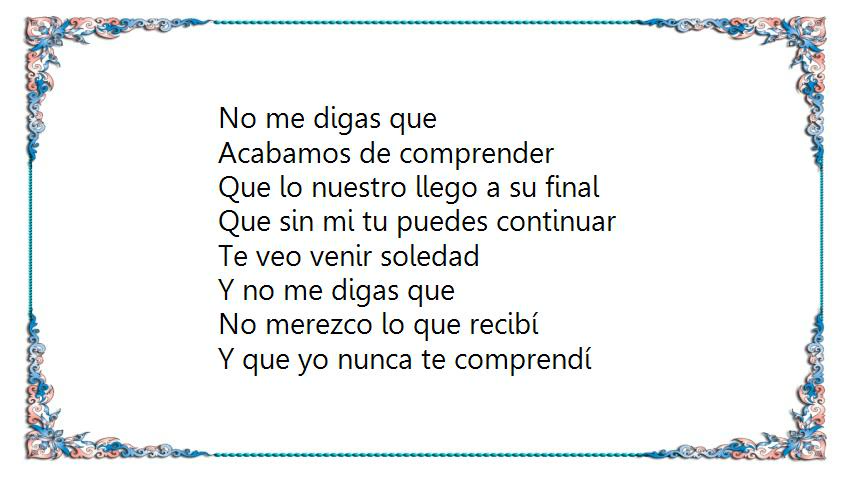 No me digas que
Acabamos de comprender
Que lo nuestro llego a su final
Que sin mi tu puedes continuar
Te veo venir soledad
Y no me digas que
No merezco lo que recibí
Y que yo nunca te comprendí